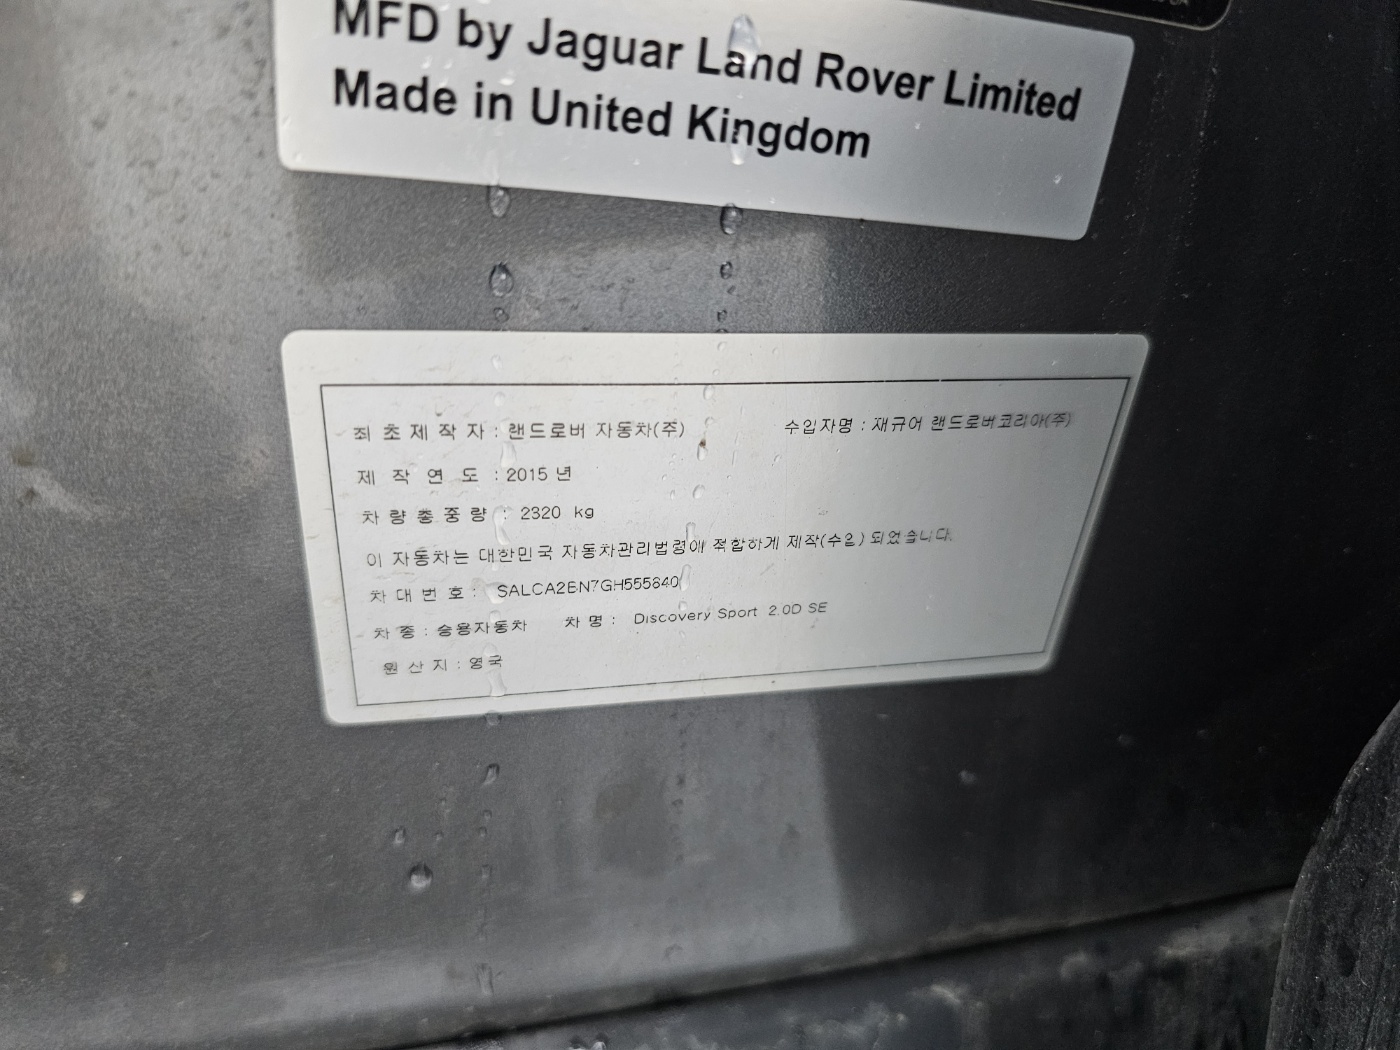 MFD by Jaguar Land Rover Limited
Made in United Kingdom
최초제작자 : 랜드로버 자동차(주) 수입자명 : 재규어 랜드로버코리아(주)
제작연도 : 2015 년
차량총중량 : 2320 kg
이 자동차는 대한민국 자동차관리법령에 적합하게 제작(수입) 되었습니다.
차대번호 : SALCA2EN7GH555840
차종 : 승용자동차 차명 : Discovery Sport 2.0D SE
원산지 : 영국